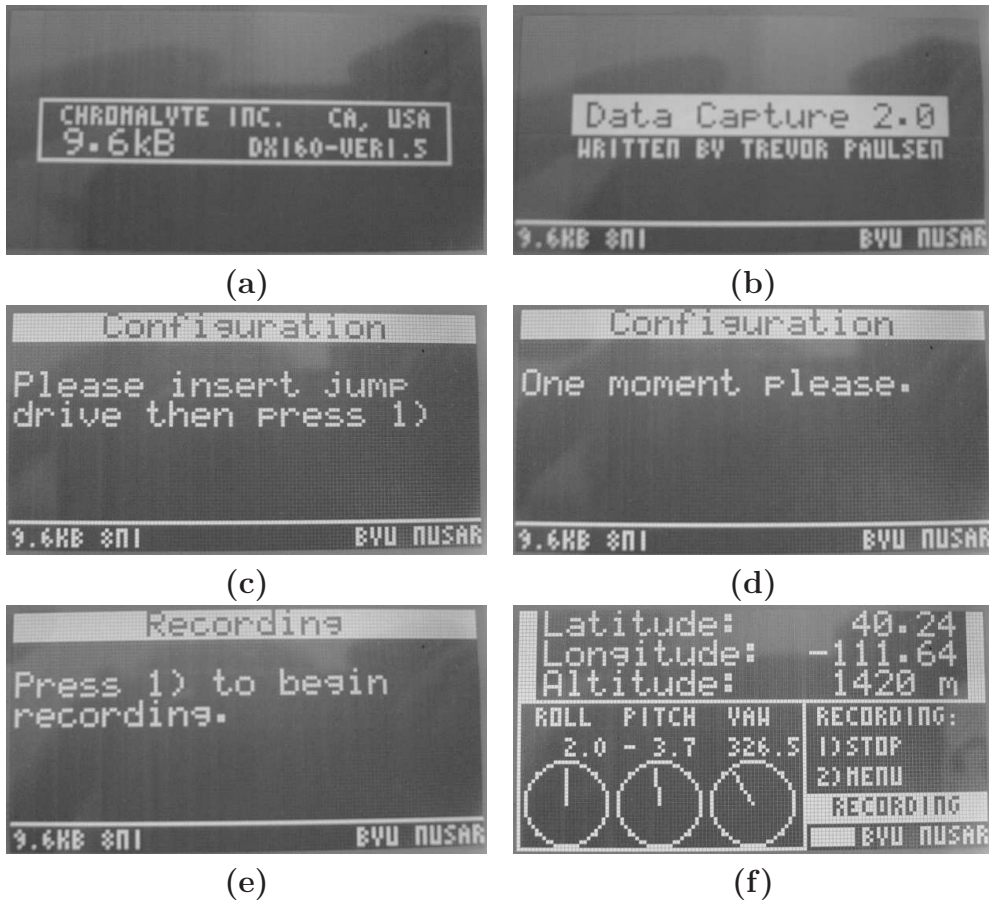 CHROMALYTE INC. CA, USA
9.6kB DX160-VER1.5
(a)
Data Capture 2.0
WRITTEN BY TREVOR PAULSEN
9.6KB 8N1 BYU NUSAR
(b)
Configuration
Please insert jump
drive then press 1)
9.6KB 8N1 BYU NUSAR
(c)
Configuration
One moment please.
9.6KB 8N1 BYU NUSAR
(d)
Recording
Press 1) to begin
recording.
9.6KB 8N1 BYU NUSAR
(e)
Latitude: 40.24
Longitude: -111.64
Altitude: 1420 m
ROLL PITCH YAW
2.0 - 3.7 326.5
RECORDING:
1)STOP
2)MENU
RECORDING
BYU NUSAR
(f)